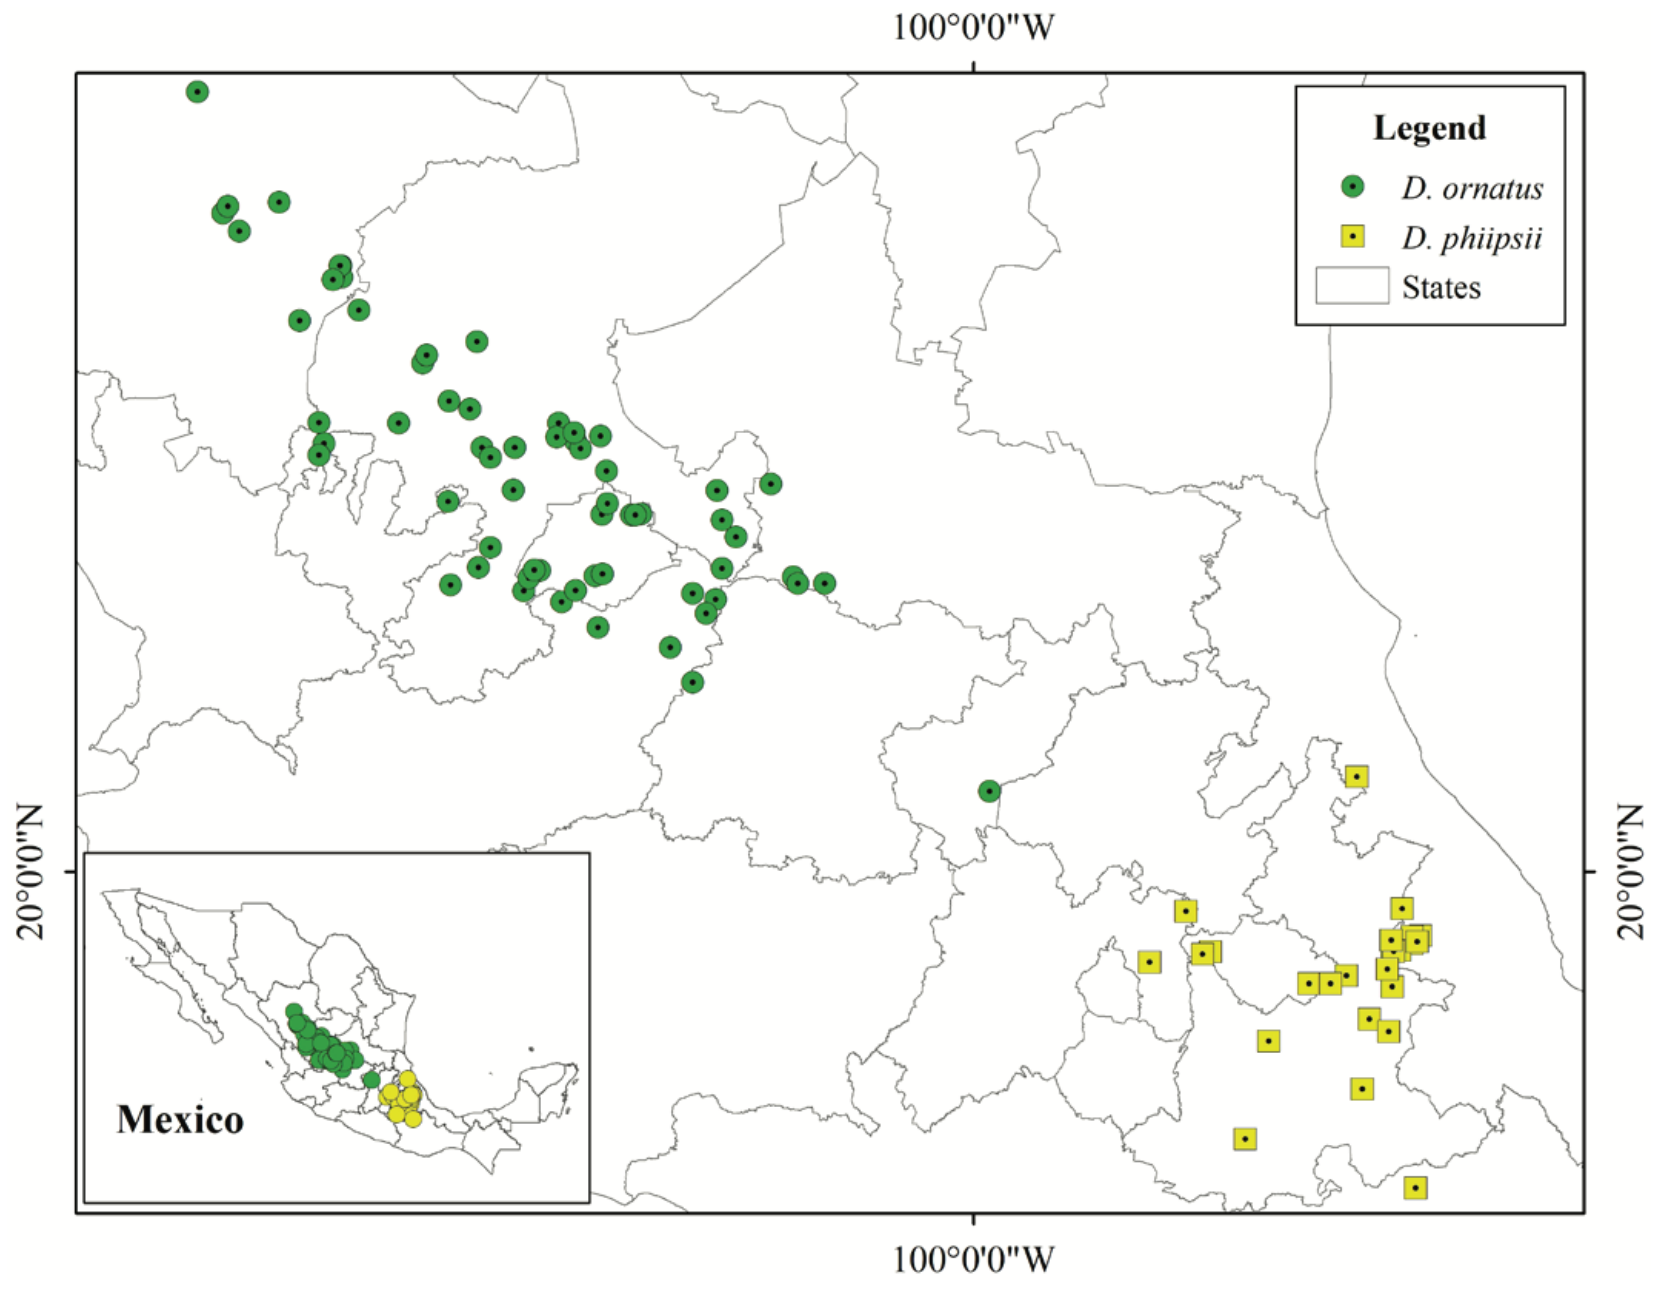 100°0'0"W
Legend
D. ornatus
D. phiipsii
States
20°0'0"N
20°0'0"N
Mexico
100°0'0"W